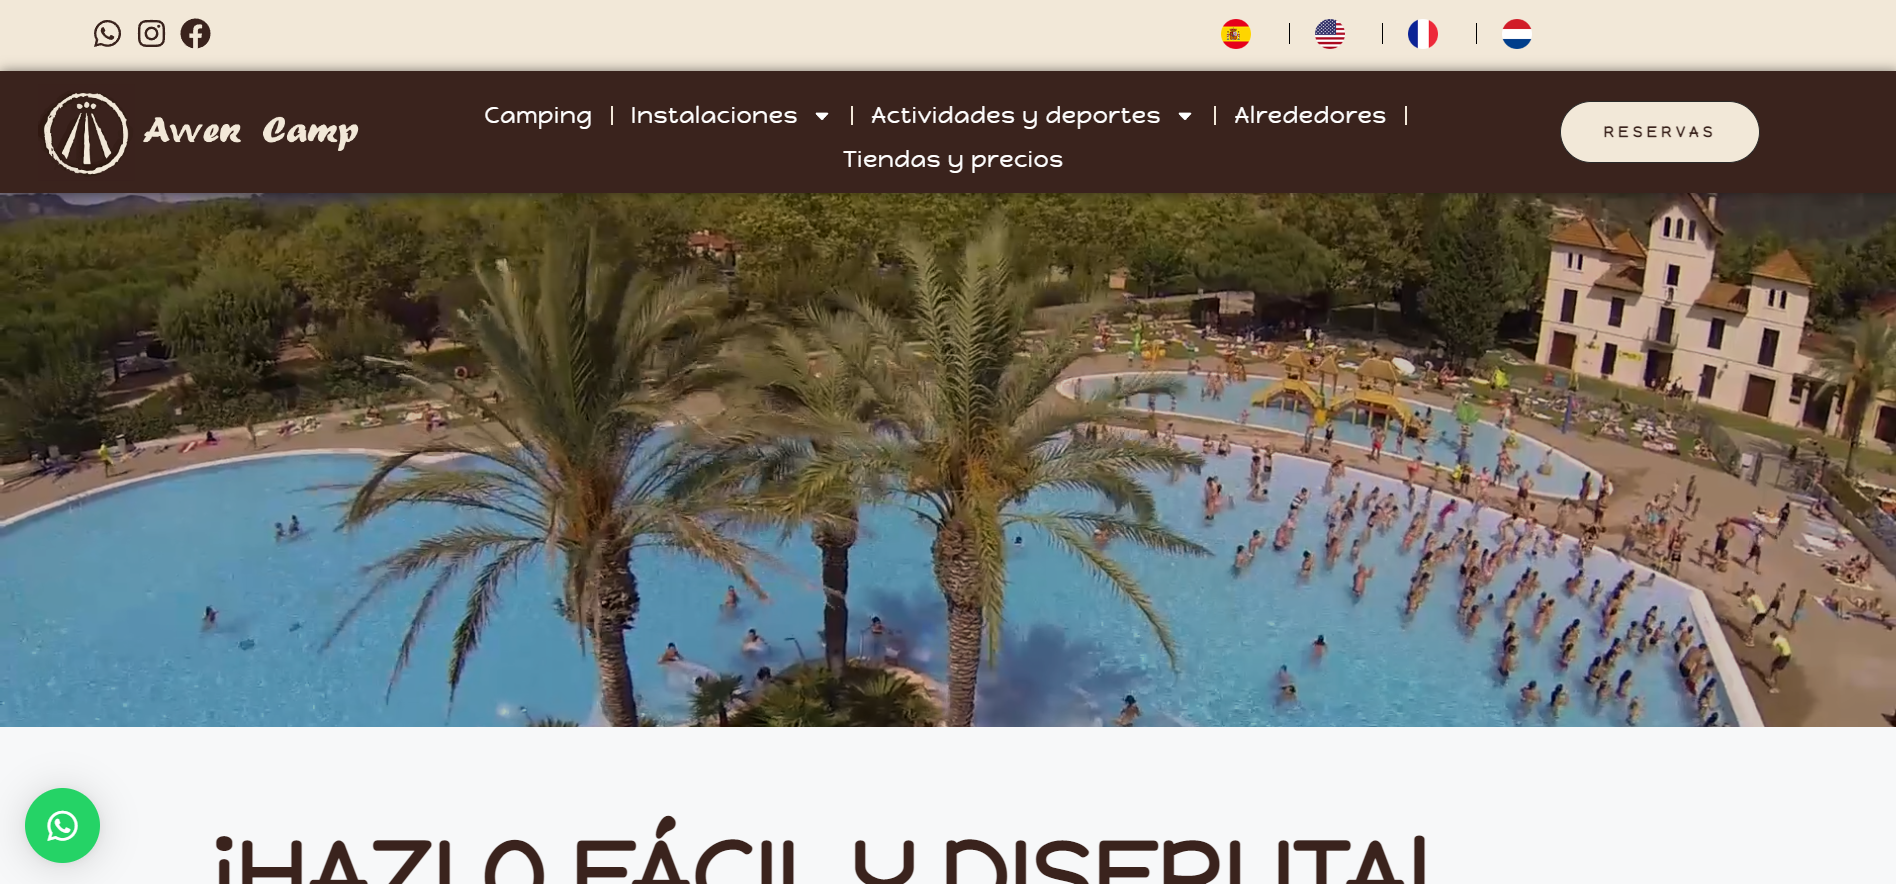 Awen Camp
Camping
Instalaciones
Actividades y deportes
Alrededores
Tiendas y precios
RESERVAS
¡HAZLO FÁCIL Y DISFRUTA!